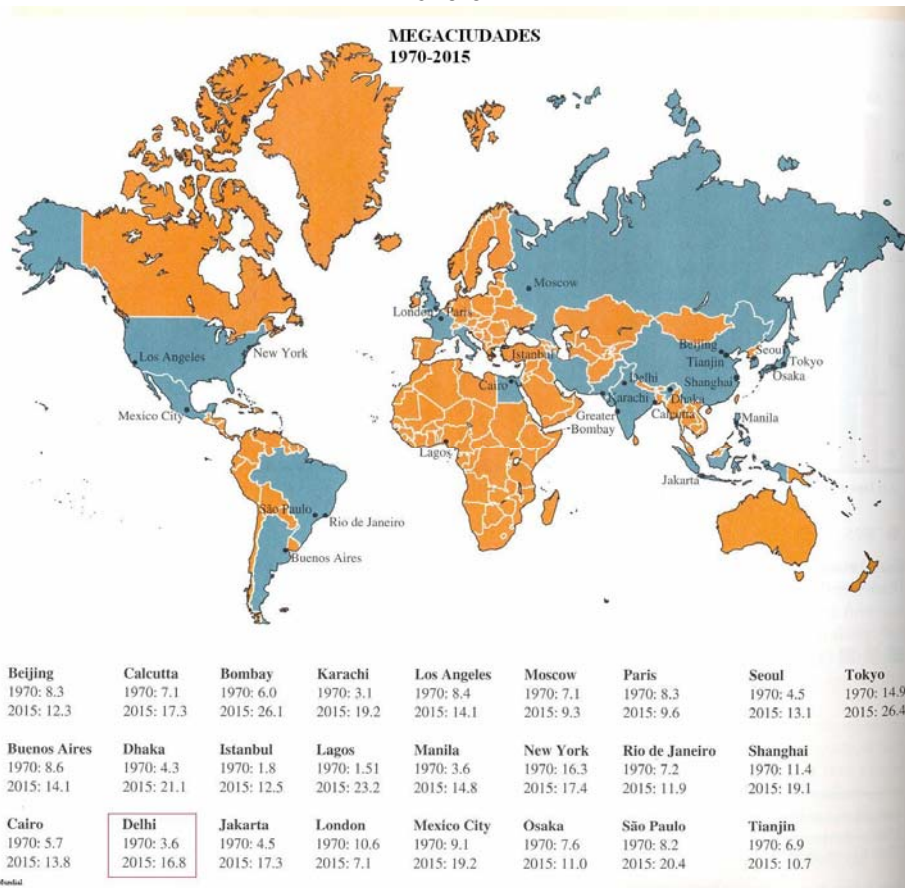 MEGACIUDADES
1970-2015
Moscow
London
Paris
Los Angeles
New York
Istanbul
Beijing
Seoul
Tianjin
Tokyo
Osaka
Cairo
Delhi
Shanghai
Karachi
Dhaka
Mexico City
Greater
Bombay
Calcutta
Manila
Lagos
Jakarta
São Paulo
Rio de Janeiro
Buenos Aires
Beijing Calcutta Bombay Karachi Los Angeles Moscow Paris Seoul Tokyo
1970: 8.3 1970: 7.1 1970: 6.0 1970: 3.1 1970: 8.4 1970: 7.1 1970: 8.3 1970: 4.5 1970: 14.9
2015: 12.3 2015: 17.3 2015: 26.1 2015: 19.2 2015: 14.1 2015: 9.3 2015: 9.6 2015: 13.1 2015: 26.4
Buenos Aires Dhaka Istanbul Lagos Manila New York Rio de Janeiro Shanghai
1970: 8.6 1970: 4.3 1970: 1.8 1970: 1.51 1970: 3.6 1970: 16.3 1970: 7.2 1970: 11.4
2015: 14.1 2015: 21.1 2015: 12.5 2015: 23.2 2015: 14.8 2015: 17.4 2015: 11.9 2015: 19.1
Cairo Delhi Jakarta London Mexico City Osaka São Paulo Tianjin
1970: 5.7 1970: 3.6 1970: 4.5 1970: 10.6 1970: 9.1 1970: 7.6 1970: 8.2 1970: 6.9
2015: 13.8 2015: 16.8 2015: 17.3 2015: 7.1 2015: 19.2 2015: 11.0 2015: 20.4 2015: 10.7